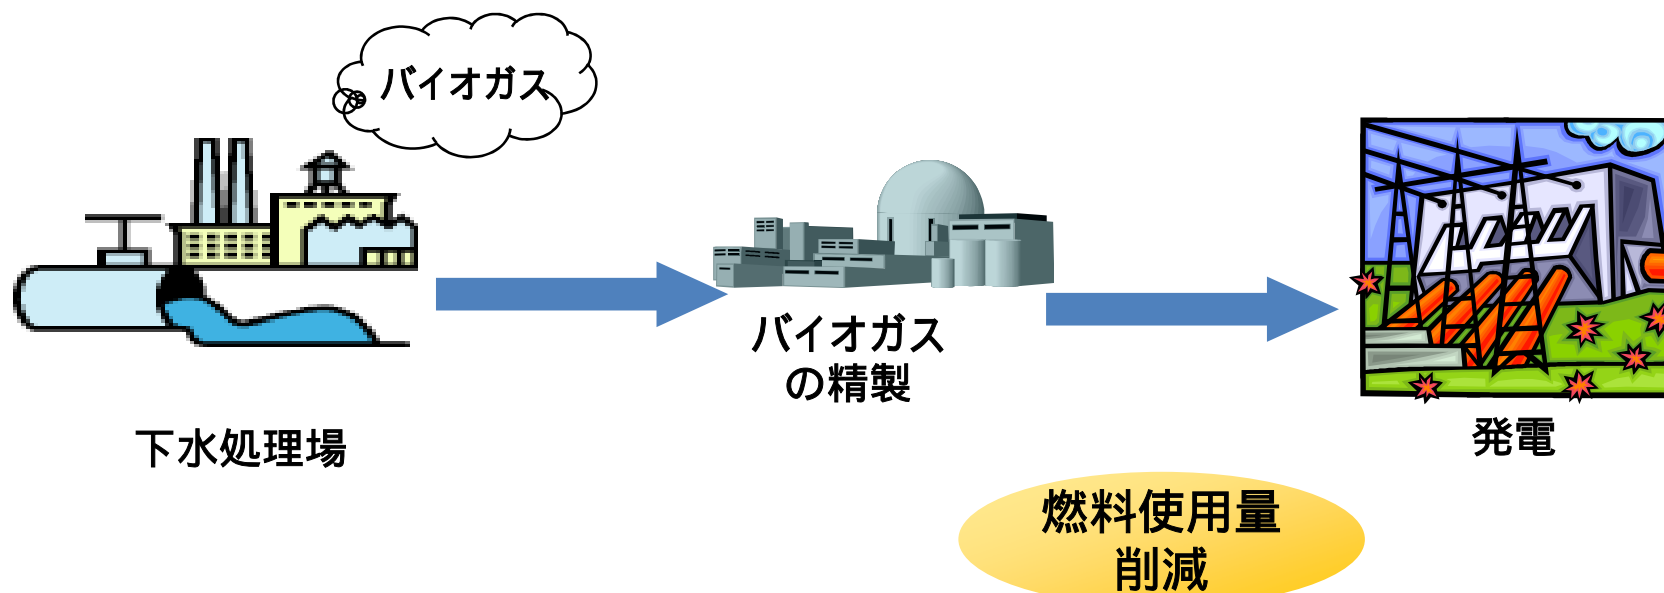 バイオガス
バイオガス
の精製
下水処理場
発電
燃料使用量
削減